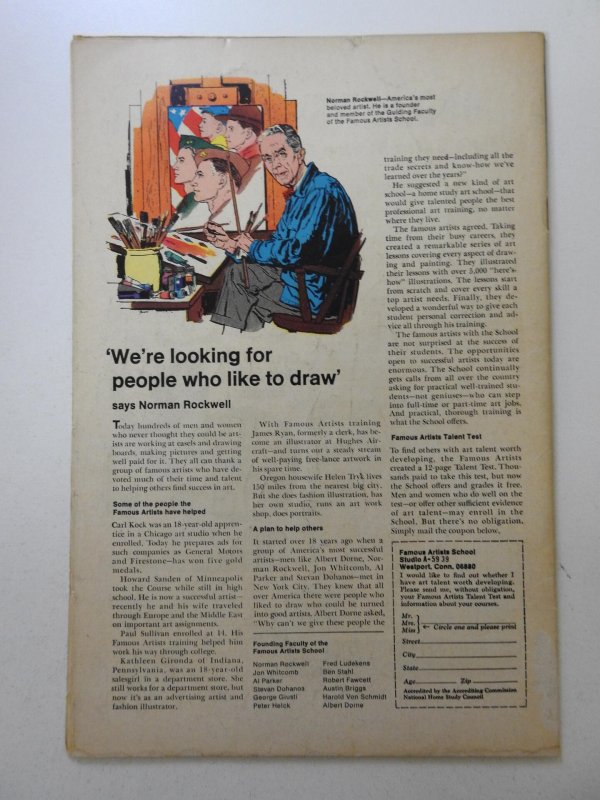 Norman Rockwell—America's most
beloved artist. He is a founder
and member of the Guiding Faculty
of the Famous Artists School.
'We're looking for
people who like to draw'
says Norman Rockwell
Today hundreds of men and women
who never thought they could be art-
ists are working at easels and drawing
boards, making pictures and getting
well paid for it. They all can thank a
group of famous artists who have de-
voted much of their time and talent
to helping others find success in art.
Some of the people the
Famous Artists have helped
Carl Kock was an 18-year-old appren-
tice in a Chicago art studio when he
enrolled. Today he prepares ads for
such companies as General Motors
and Firestone—has won five gold
medals.
Howard Sanden of Minneapolis
took the Course while still in high
school. He is now a successful artist—
recently he and his wife traveled
through Europe and the Middle East
on important art assignments.
Paul Sullivan enrolled at 14. His
Famous Artists training helped him
work his way through college.
Kathleen Gironda of Indiana,
Pennsylvania, was an 18-year-old
salesgirl in a department store. She
still works for a department store, but
now it's as an advertising artist and
fashion illustrator.
With Famous Artists training
James Ryan, formerly a clerk, has be-
come an illustrator at Hughes Air-
craft—and turns out a steady stream
of well-paying free-lance artwork in
his spare time.
Oregon housewife Helen Tryk lives
150 miles from the nearest big city.
But she does fashion illustration, has
her own studio, runs an art work
shop, does portraits.
A plan to help others
It started over 18 years ago when a
group of America's most successful
artists—men like Albert Dorne, Nor-
man Rockwell, Jon Whitcomb, Al
Parker and Stevan Dohanos—met in
New York City. They knew that all
over America there were people who
liked to draw who could be turned
into good artists. Albert Dorne asked,
"Why can't we give these people the
Founding Faculty of the
Famous Artists School
Norman Rockwell
Jon Whitcomb
Al Parker
Stevan Dohanos
George Giusti
Peter Helck
Fred Ludekens
Ben Stahl
Robert Fawcett
Austin Briggs
Harold Von Schmidt
Albert Dorne
training they need—including all the
trade secrets and know-how we've
learned over the years?"
He suggested a new kind of art
school—a home study art school—that
would give talented people the best
professional art training, no matter
where they live.
The famous artists agreed. Taking
time from their busy careers, they
created a remarkable series of art
lessons covering every aspect of draw-
ing and painting. They illustrated
their lessons with over 5,000 "here's-
how" illustrations. The lessons start
from scratch and cover every skill a
top artist needs. Finally, they de-
veloped a wonderful way to give each
student personal correction and ad-
vice all through his training.
The famous artists with the School
are not surprised at the success of
their students. The opportunities
open to successful artists today are
enormous. The School continually
gets calls from all over the country
asking for practical well-trained stu-
dents—not geniuses—who can step
into full-time or part-time art jobs.
And practical, thorough training is
what the School offers.
Famous Artists Talent Test
To find others with art talent worth
developing, the Famous Artists
created a 12-page Talent Test. Thou-
sands paid to take this test, but now
the School offers and grades it free.
Men and women who do well on the
test—or offer other sufficient evidence
of art talent—may enroll in the
School. But there's no obligation.
Simply mail the coupon below.
Famous Artists School
Studio A-5939
Westport, Conn. 06880
I would like to find out whether I
have art talent worth developing.
Please send me, without obligation,
your Famous Artists Talent Test and
information about your courses.
Mr.
Mrs.
Miss
← Circle one and please print
Street
City
State
Age Zip
Accredited by the Accrediting Commission
National Home Study Council